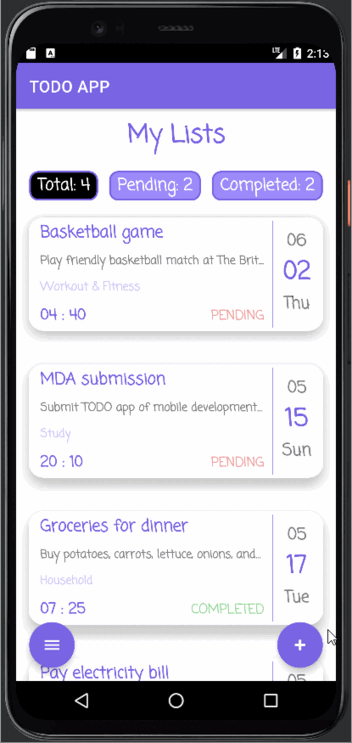 2:13
TODO APP
My Lists
Total: 4 Pending: 2 Completed: 2
Basketball game
Play friendly basketball match at The Brit...
Workout & Fitness
04 : 40 PENDING
06
02
Thu
MDA submission
Submit TODO app of mobile development...
Study
20 : 10 PENDING
05
15
Sun
Groceries for dinner
Buy potatoes, carrots, lettuce, onions, and...
Household
07 : 25 COMPLETED
05
17
Tue
Pay electricity bill
05